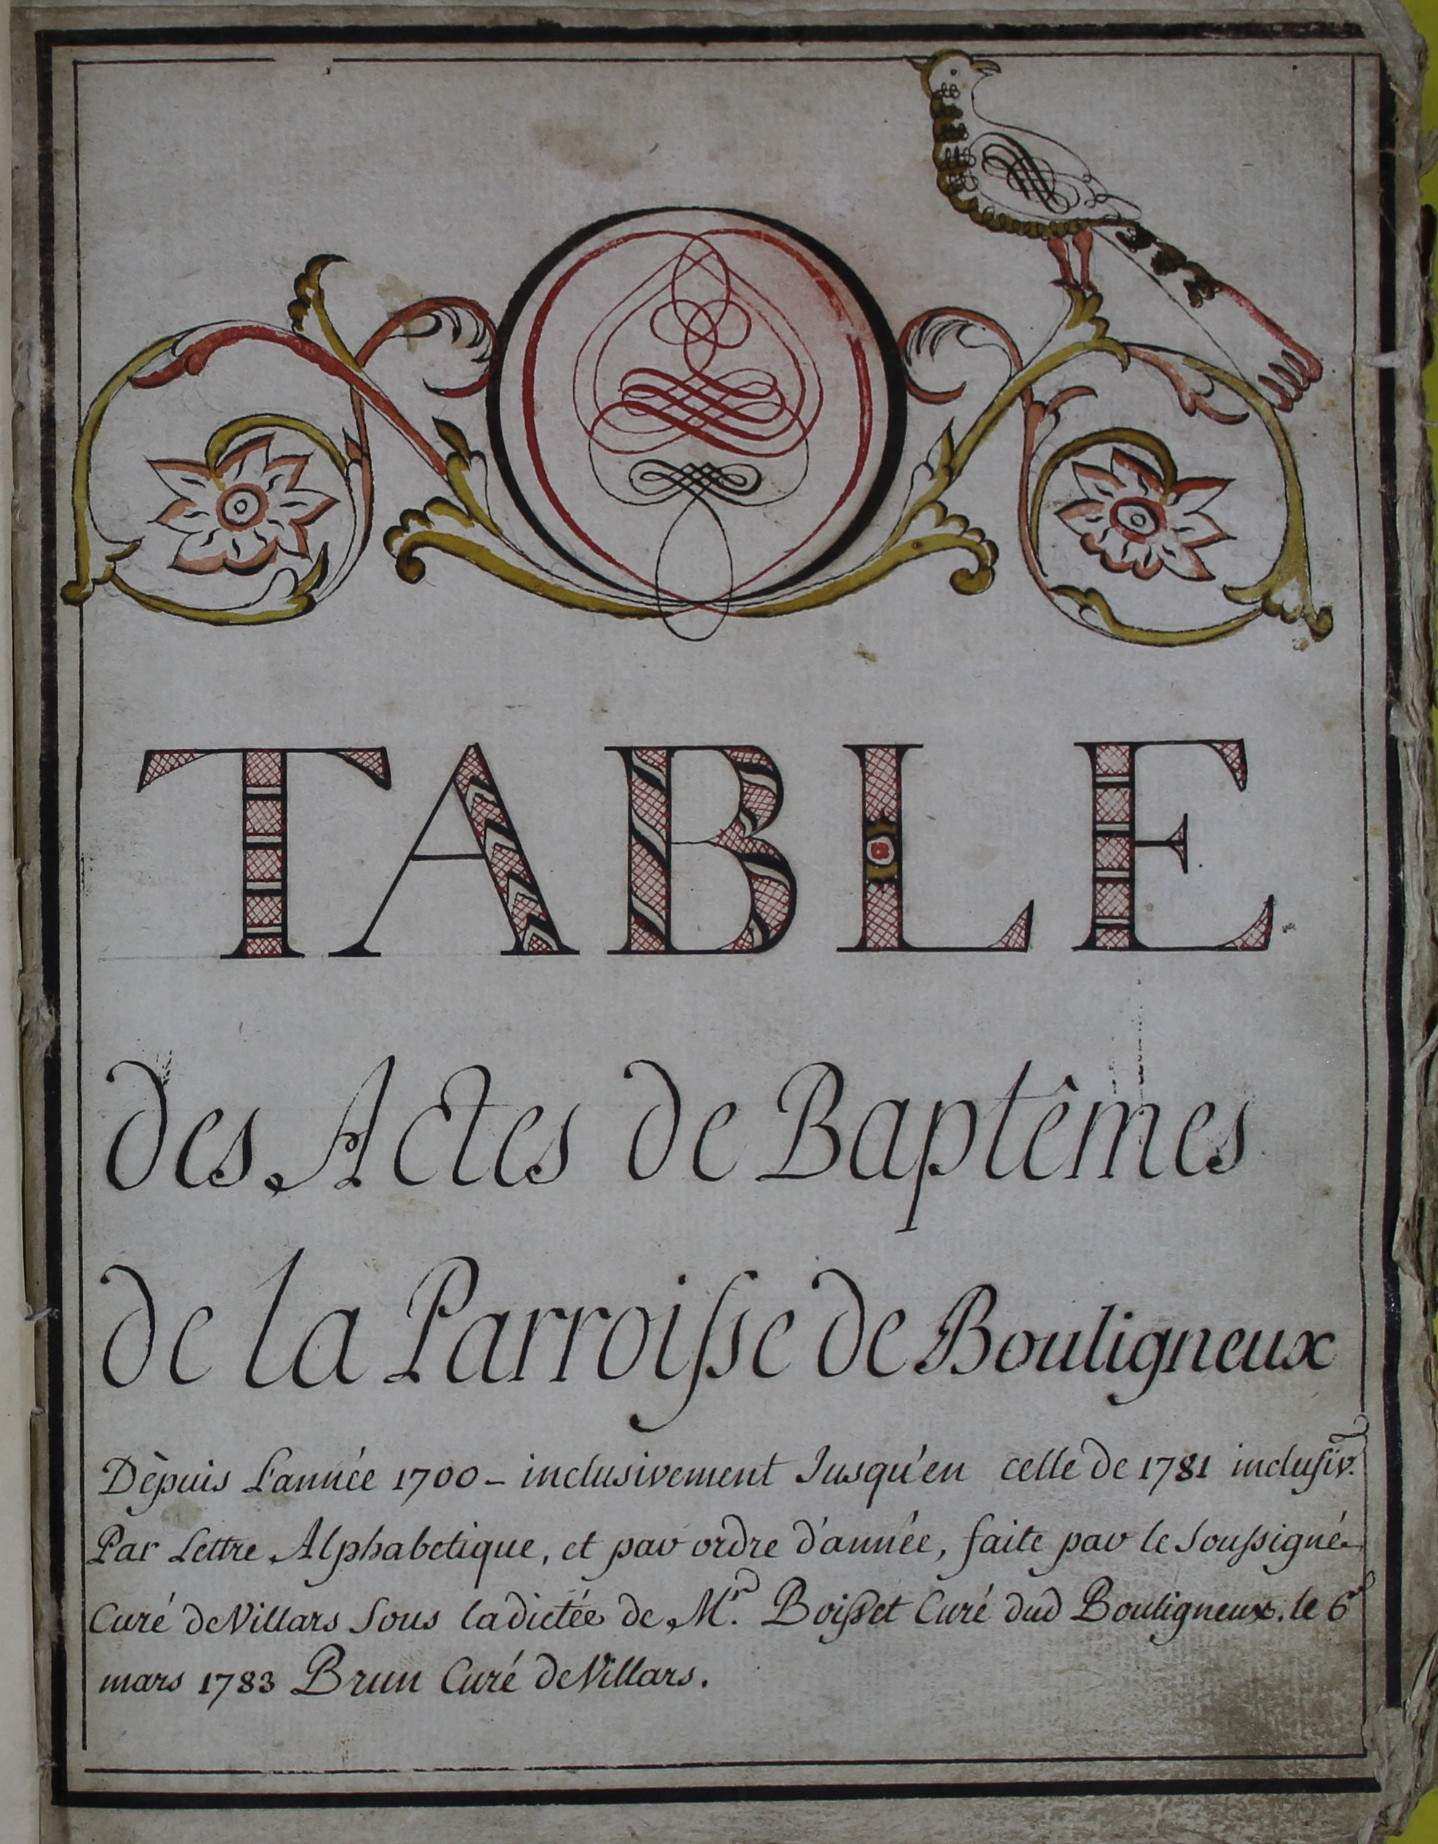 TABLE
des Actes de Baptêmes
de la Parroisse de Bouligneux
Dèpuis L'année 1700 - inclusivement Jusqu'en celle de 1781 inclusiv.t
Par Lettre Alphabetique, et par ordre d'année, faite par le Soussigné
Curé de Villars Sous la dictée de Mr. Boisset Curé dud Bouligneux. le 6e
mars 1783 Brun Curé de Villars.